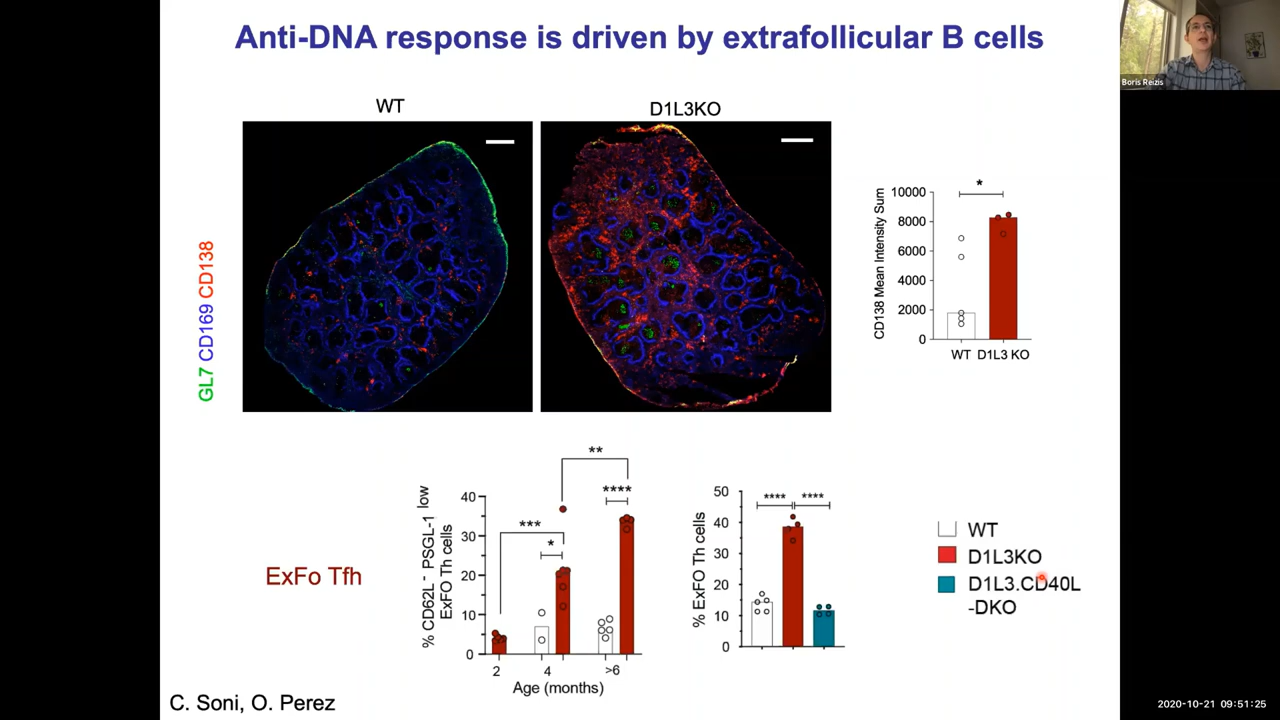 Anti-DNA response is driven by extrafollicular B cells
Boris Reizis
WT
D1L3KO
GL7 CD169 CD138
CD138 Mean Intensity Sum
10000
8000
6000
4000
2000
0
*
WT D1L3 KO
ExFo Tfh
% CD62L- PSGL-1 low
ExFO Th cells
40
30
20
10
0
***
*
**
****
2 4 >6
Age (months)
% ExFO Th cells
50
40
30
20
10
0
**** ****
WT
D1L3KO
D1L3.CD40L
-DKO
C. Soni, O. Perez
2020-10-21 09:51:25